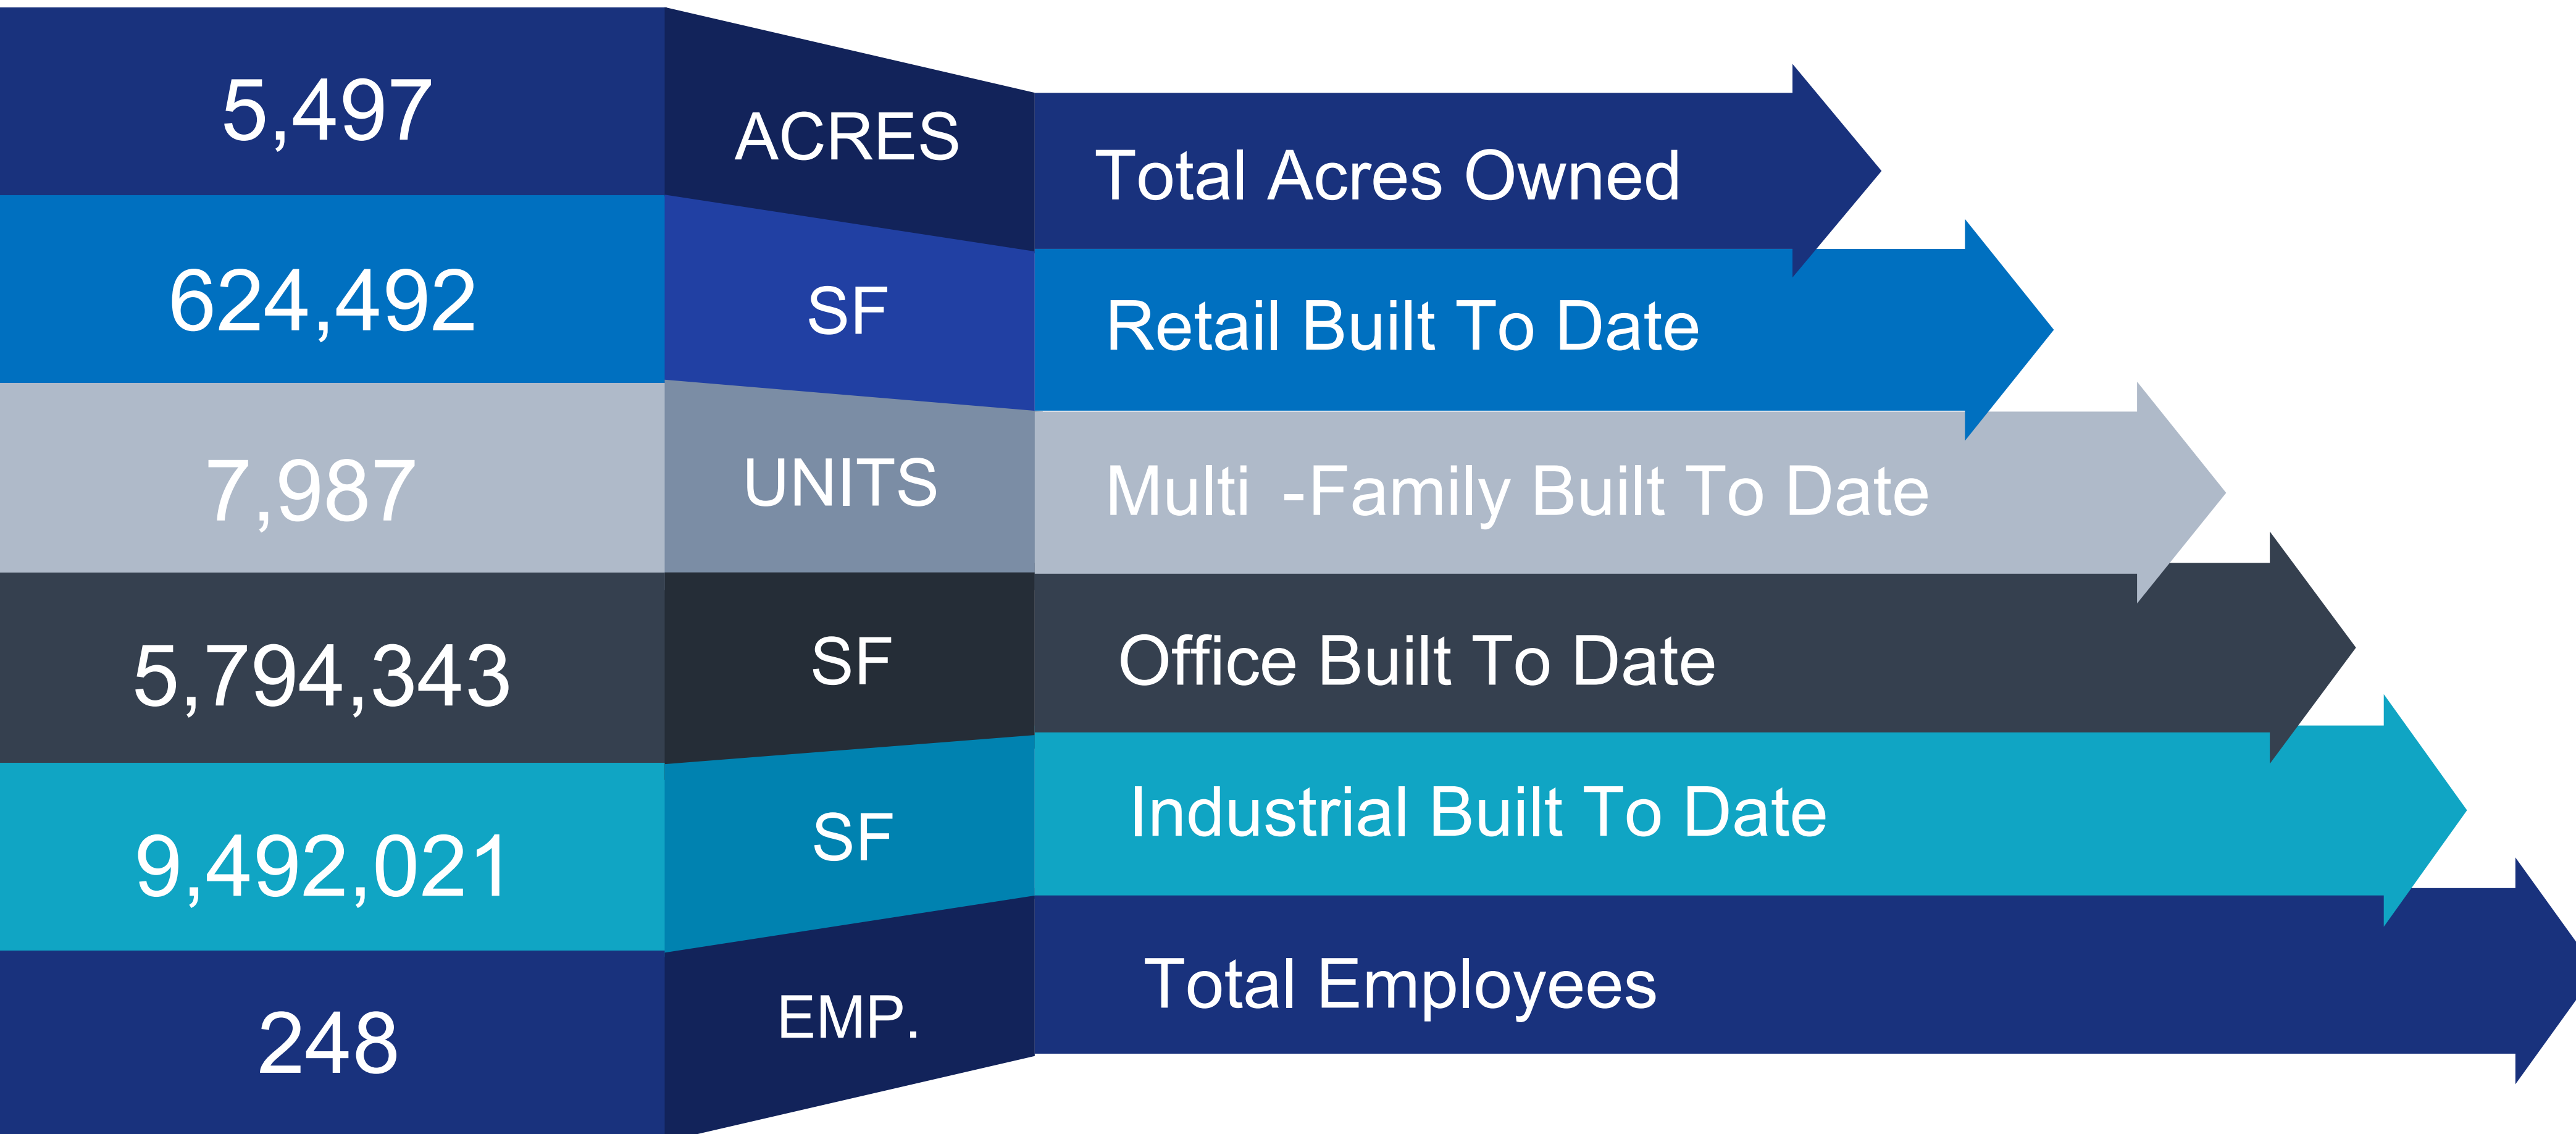 5,497 ACRES Total Acres Owned
624,492 SF Retail Built To Date
7,987 UNITS Multi -Family Built To Date
5,794,343 SF Office Built To Date
9,492,021 SF Industrial Built To Date
248 EMP. Total Employees